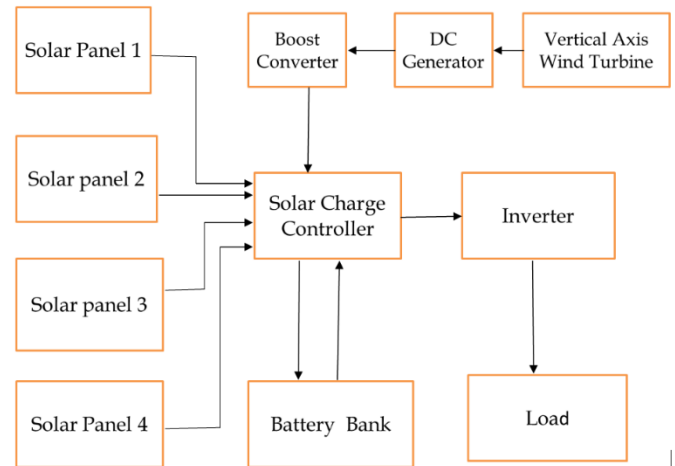 Solar Panel 1
Boost
Converter
DC
Generator
Vertical Axis
Wind Turbine
Solar panel 2
Solar Charge
Controller
Inverter
Solar panel 3
Solar Panel 4
Battery Bank
Load